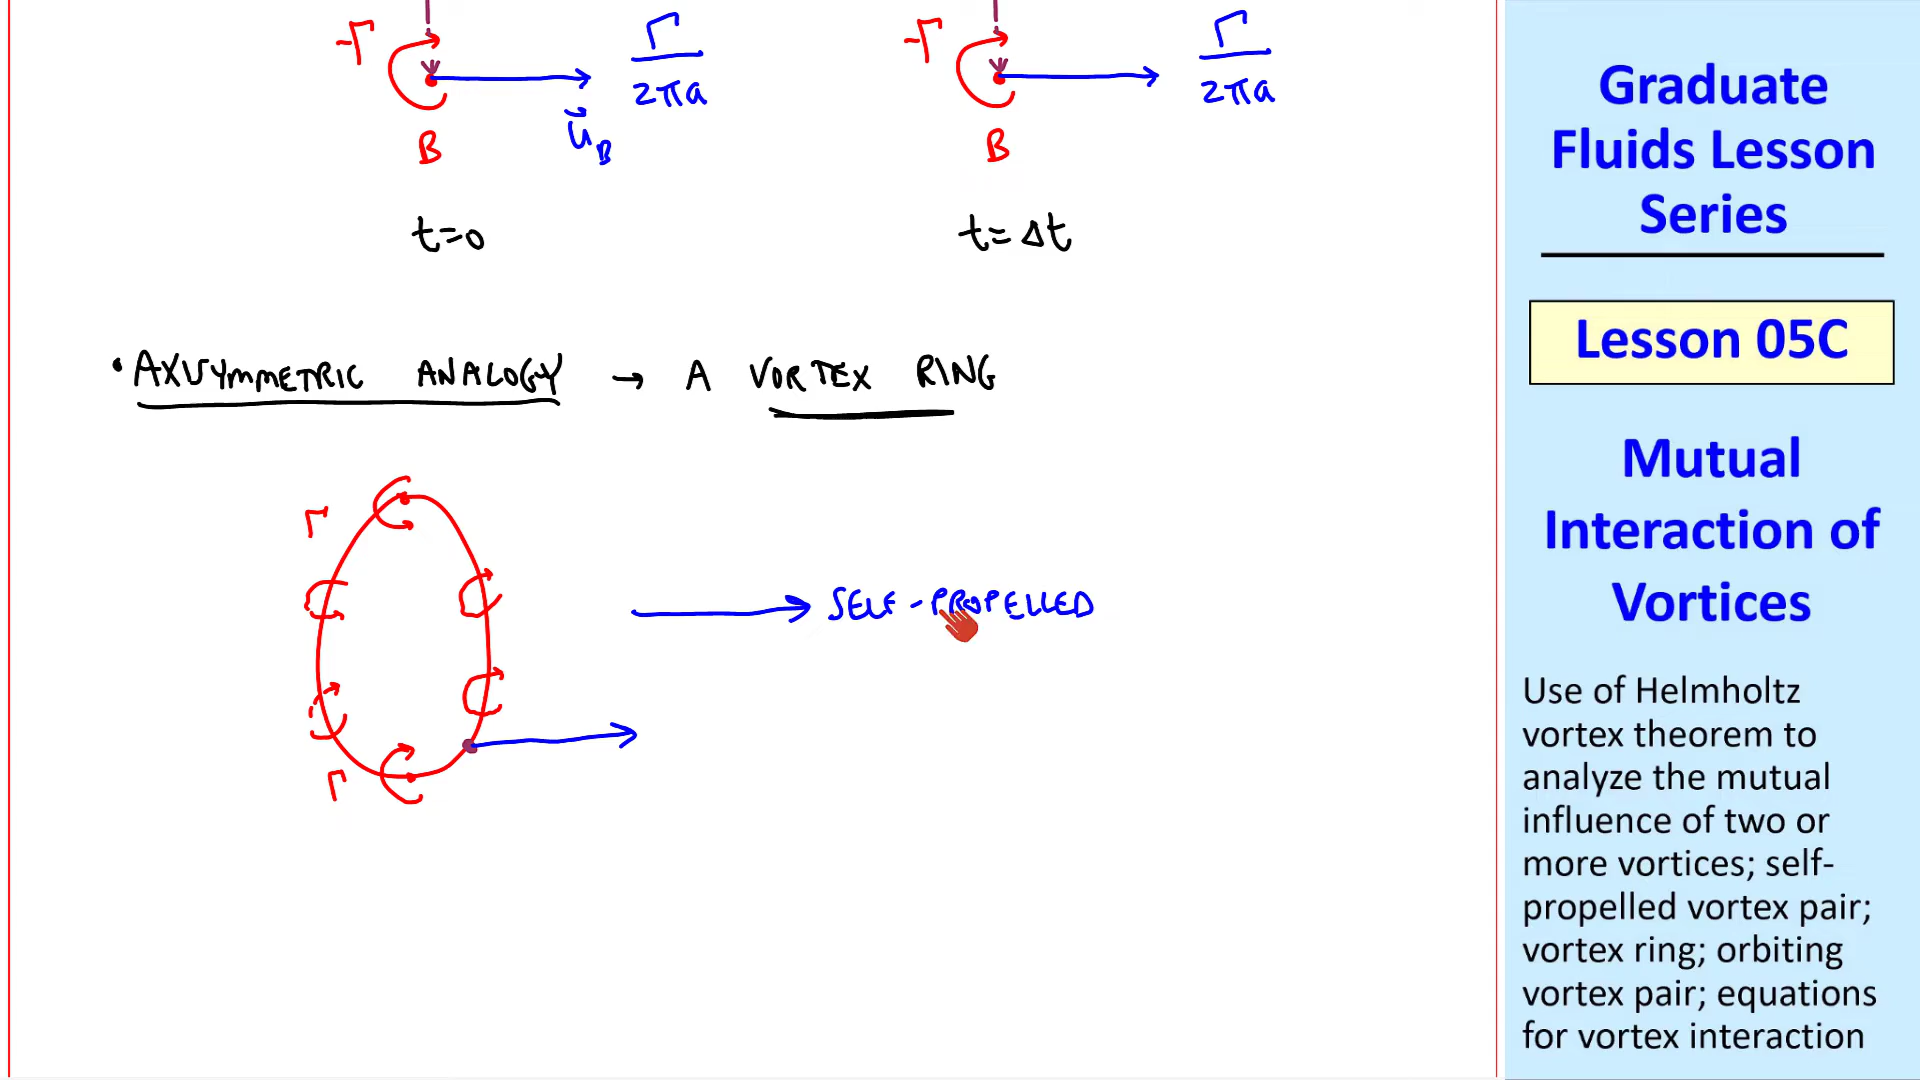 -Γ Γ -Γ Γ
2πa 2πa
u⃗_B
B B
t=0 t=Δt
• AXISYMMETRIC ANALOGY → A VORTEX RING
Γ
SELF-PROPELLED
Γ
Graduate
Fluids Lesson
Series
Lesson 05C
Mutual
Interaction of
Vortices
Use of Helmholtz
vortex theorem to
analyze the mutual
influence of two or
more vortices; self-
propelled vortex pair;
vortex ring; orbiting
vortex pair; equations
for vortex interaction